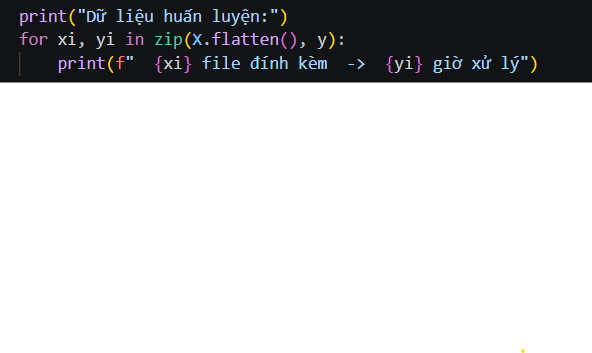 print("Dữ liệu huấn luyện:")
for xi, yi in zip(X.flatten(), y):
    print(f"  {xi} file đính kèm  ->  {yi} giờ xử lý")